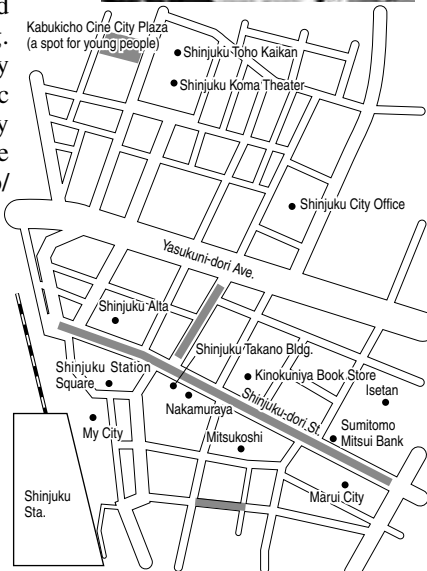 Kabukicho Cine City Plaza
(a spot for young people)
Shinjuku Toho Kaikan
Shinjuku Koma Theater
Shinjuku City Office
Yasukuni-dori Ave.
Shinjuku Alta
Shinjuku Takano Bldg.
Shinjuku Station
Square
Kinokuniya Book Store
Isetan
Nakamuraya
Shinjuku-dori St.
My City
Mitsukoshi
Sumitomo
Mitsui Bank
Marui City
Shinjuku
Sta.